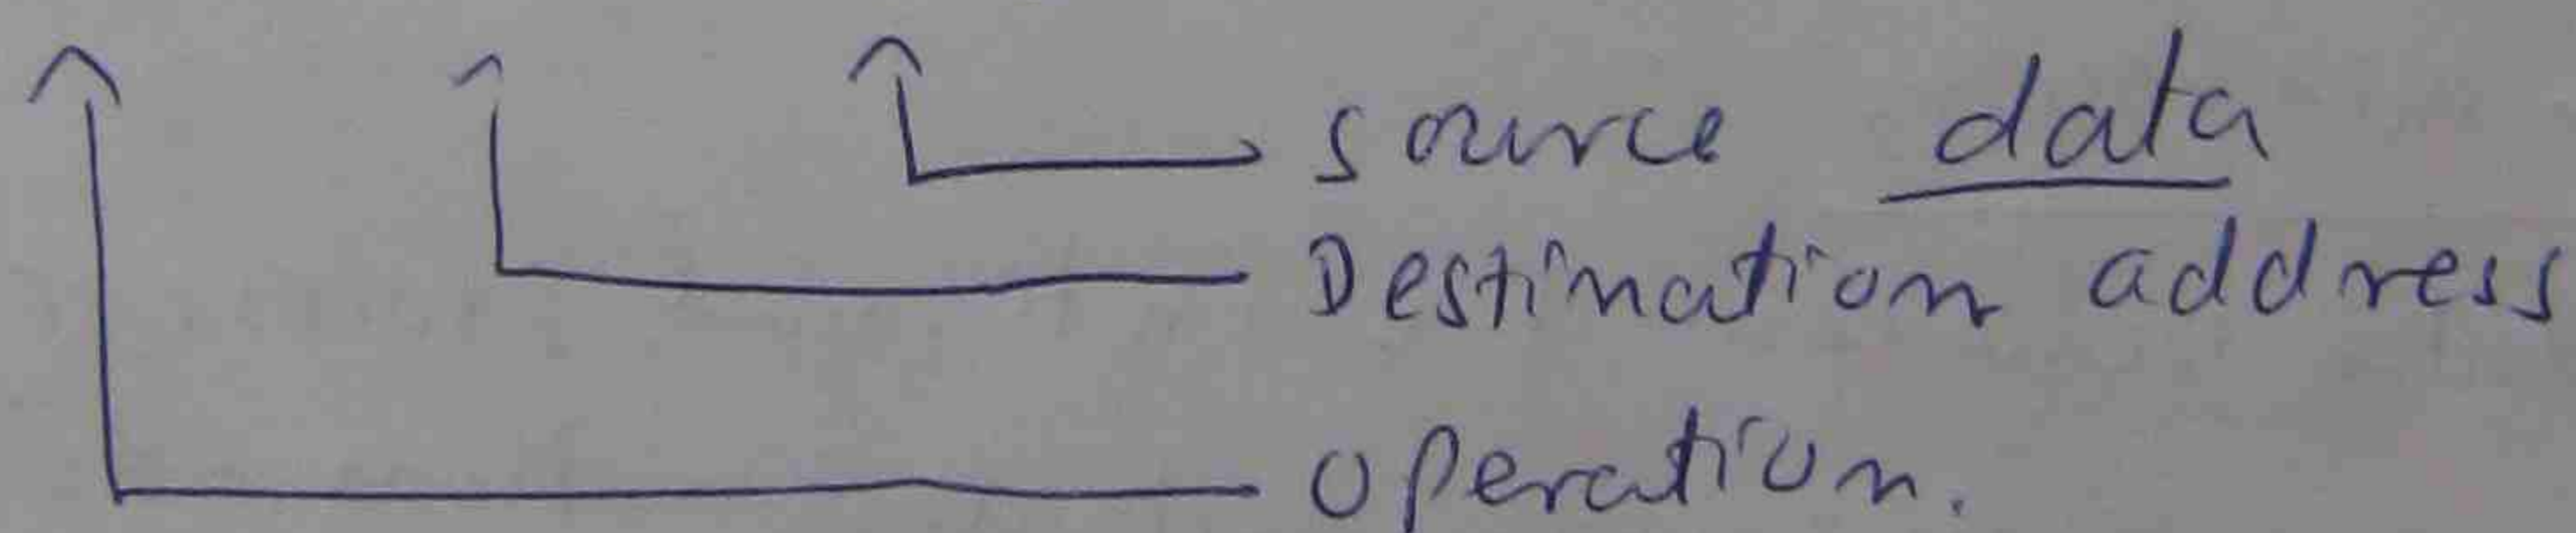 source data
Destination address
operation.